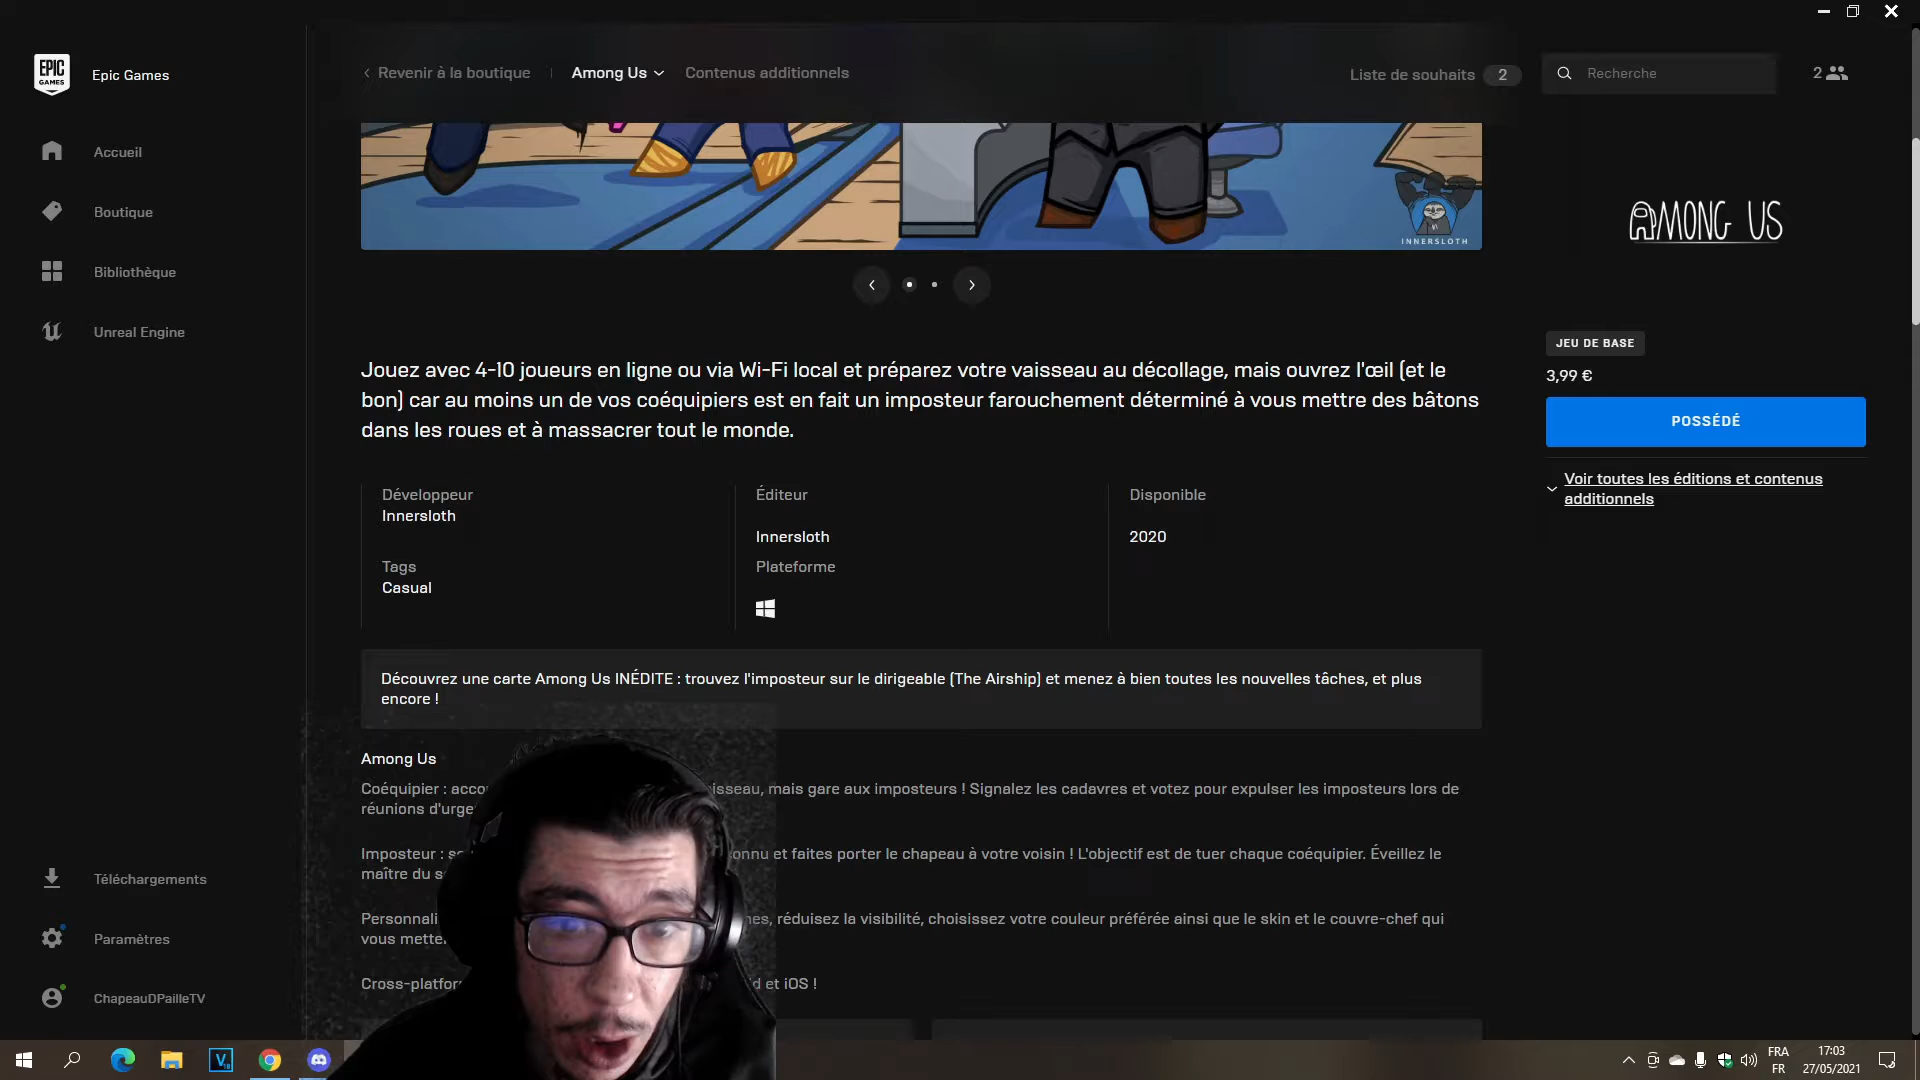 EPIC
GAMES
Epic Games
Accueil
Boutique
Bibliothèque
Unreal Engine
Téléchargements
Paramètres
ChapeauDPailleTV
Revenir à la boutique
Among Us
Contenus additionnels
Liste de souhaits 2
Recherche
2
INNERSLOTH
Jouez avec 4-10 joueurs en ligne ou via Wi-Fi local et préparez votre vaisseau au décollage, mais ouvrez l'œil (et le
bon) car au moins un de vos coéquipiers est en fait un imposteur farouchement déterminé à vous mettre des bâtons
dans les roues et à massacrer tout le monde.
Développeur
Innersloth
Tags
Casual
Éditeur
Innersloth
Plateforme
Disponible
2020
Découvrez une carte Among Us INÉDITE : trouvez l'imposteur sur le dirigeable (The Airship) et menez à bien toutes les nouvelles tâches, et plus
encore !
Among Us
Coéquipier : mais gare aux imposteurs ! Signalez les cadavres et votez pour expulser les imposteurs lors de
réunions
Imposteur : et faites porter le chapeau à votre voisin ! L'objectif est de tuer chaque coéquipier. Éveillez le
maître du
réduisez la visibilité, choisissez votre couleur préférée ainsi que le skin et le couvre-chef qui
vous
et iOS !
AMONG US
JEU DE BASE
3,99 €
POSSÉDÉ
Voir toutes les éditions et contenus
additionnels
FRA
FR
17:03
27/05/2021